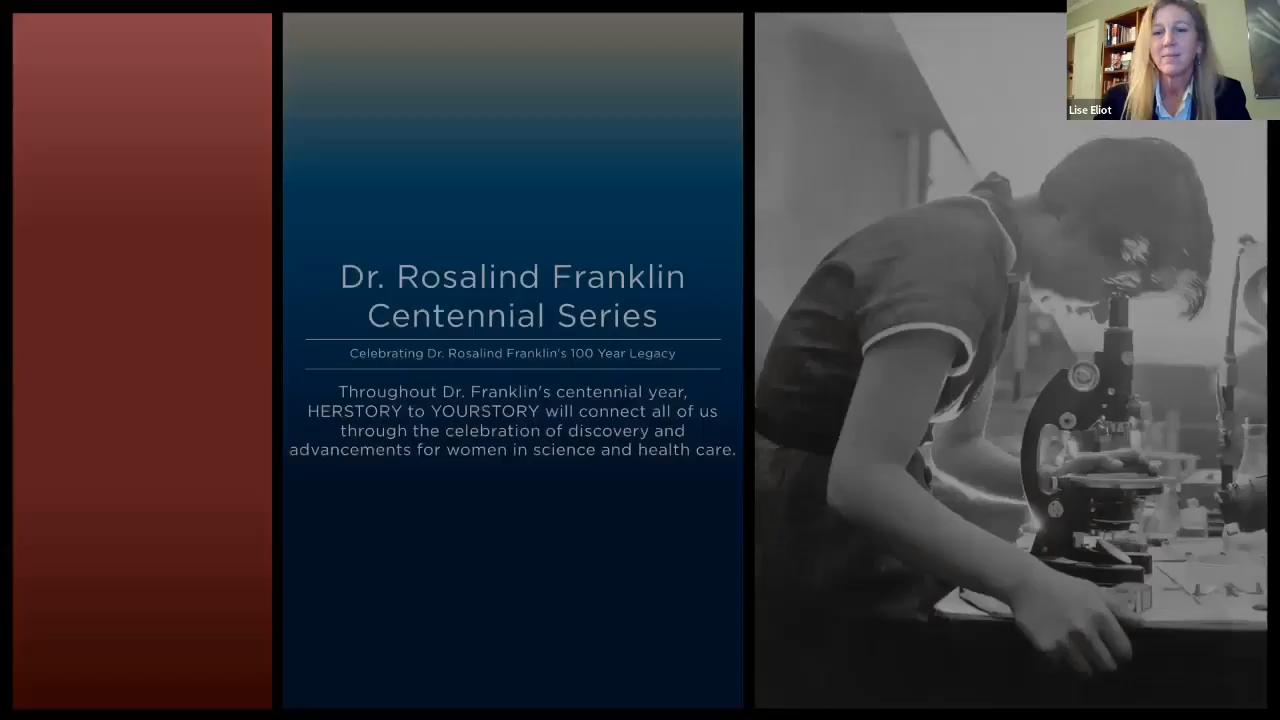 Dr. Rosalind Franklin
Centennial Series
Celebrating Dr. Rosalind Franklin's 100 Year Legacy
Throughout Dr. Franklin's centennial year,
HERSTORY to YOURSTORY will connect all of us
through the celebration of discovery and
advancements for women in science and health care.
Lise Eliot